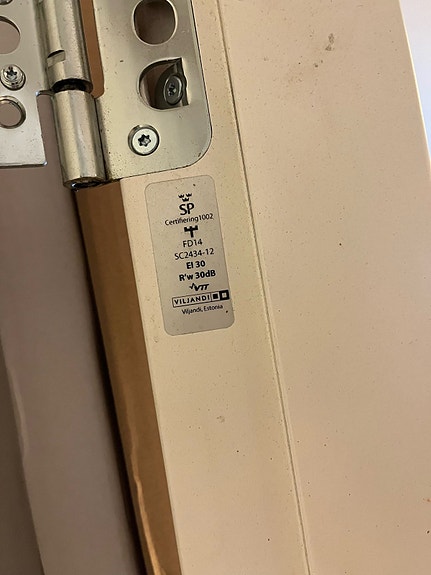 SP
Certifiering1002
FD14
SC2434-12
EI 30
R'w 30dB
VTT
VILJANDI
Viljandi, Estonia